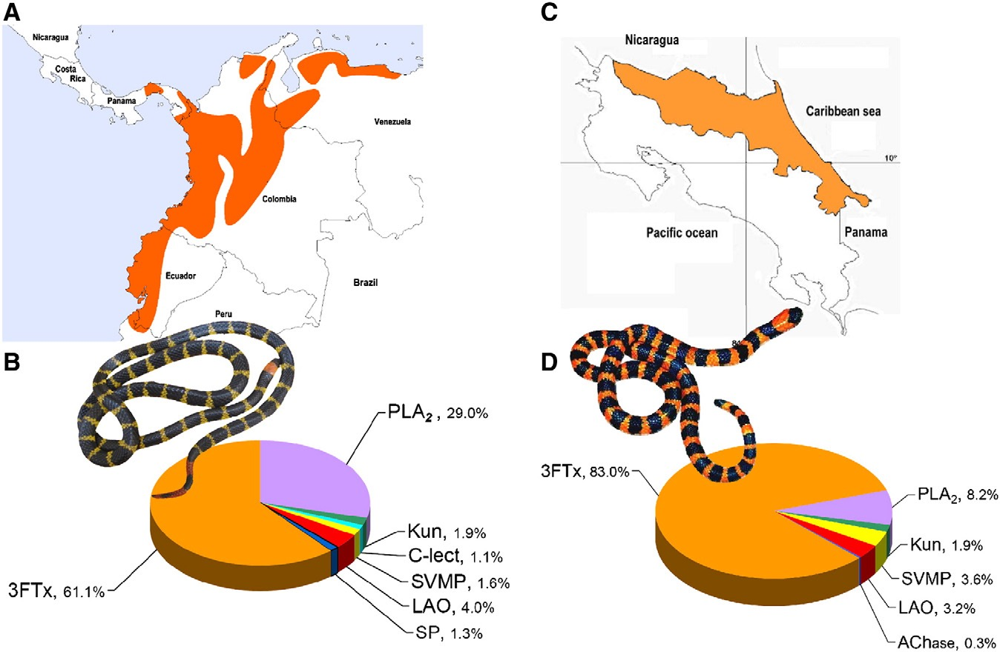 A
Nicaragua
Costa
Rica
Panama
Venezuela
Colombia
Ecuador
Brazil
Peru
B
PLA₂ , 29.0%
Kun, 1.9%
C-lect, 1.1%
SVMP, 1.6%
LAO, 4.0%
SP, 1.3%
3FTx, 61.1%
C
Nicaragua
Caribbean sea
10°
Pacific ocean
Panama
D
3FTx, 83.0%
PLA₂, 8.2%
Kun, 1.9%
SVMP, 3.6%
LAO, 3.2%
AChase, 0.3%